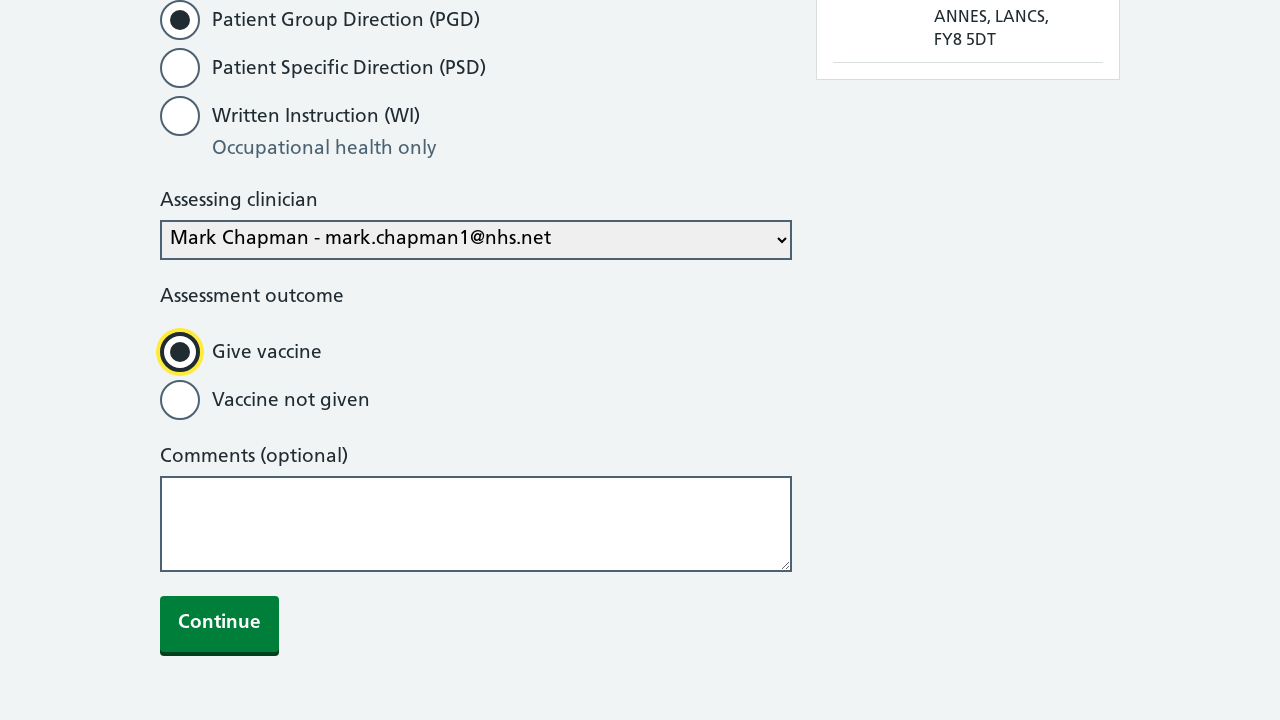 Patient Group Direction (PGD)
Patient Specific Direction (PSD)
Written Instruction (WI)
Occupational health only
Assessing clinician
Mark Chapman - mark.chapman1@nhs.net
Assessment outcome
Give vaccine
Vaccine not given
Comments (optional)
Continue
ANNES, LANCS,
FY8 5DT